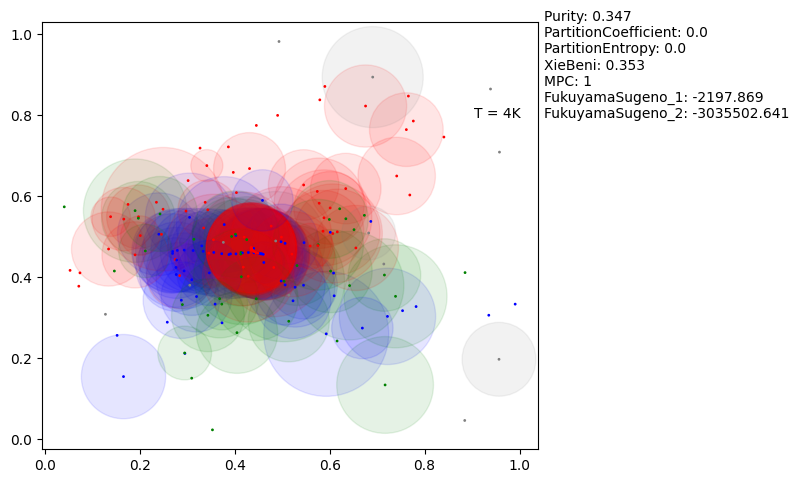 Purity: 0.347
PartitionCoefficient: 0.0
PartitionEntropy: 0.0
XieBeni: 0.353
MPC: 1
FukuyamaSugeno_1: -2197.869
FukuyamaSugeno_2: -3035502.641
T = 4K
1.0
0.8
0.6
0.4
0.2
0.0
0.0 0.2 0.4 0.6 0.8 1.0